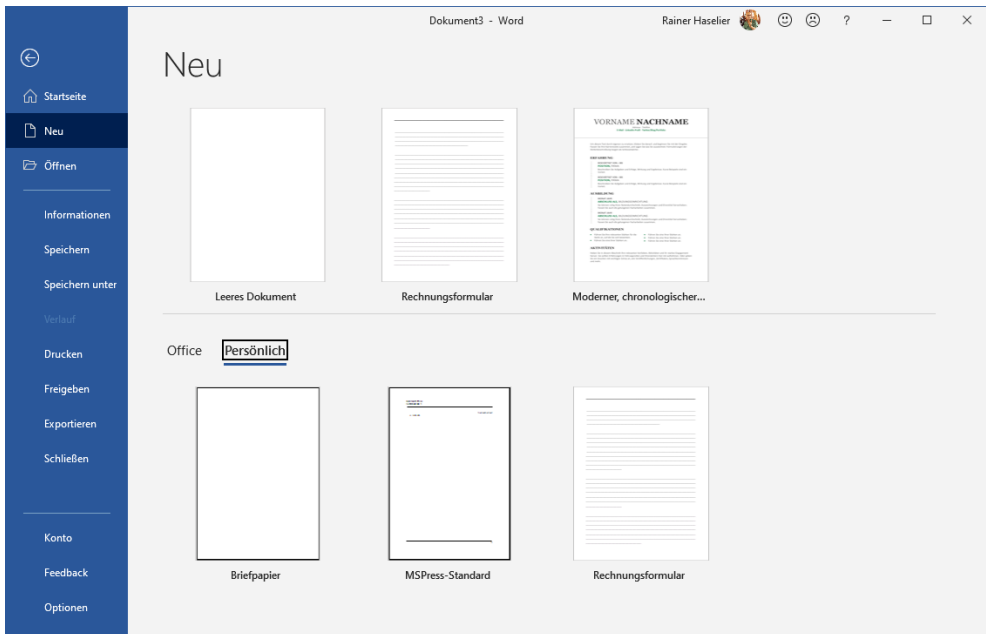 Dokument3 - Word
Rainer Haselier
?
Neu
Startseite
Neu
Öffnen
Informationen
Speichern
Speichern unter
Verlauf
Drucken
Freigeben
Exportieren
Schließen
Konto
Feedback
Optionen
VORNAME NACHNAME
Leeres Dokument
Rechnungsformular
Moderner, chronologischer...
Office
Persönlich
Briefpapier
MSPress-Standard
Rechnungsformular